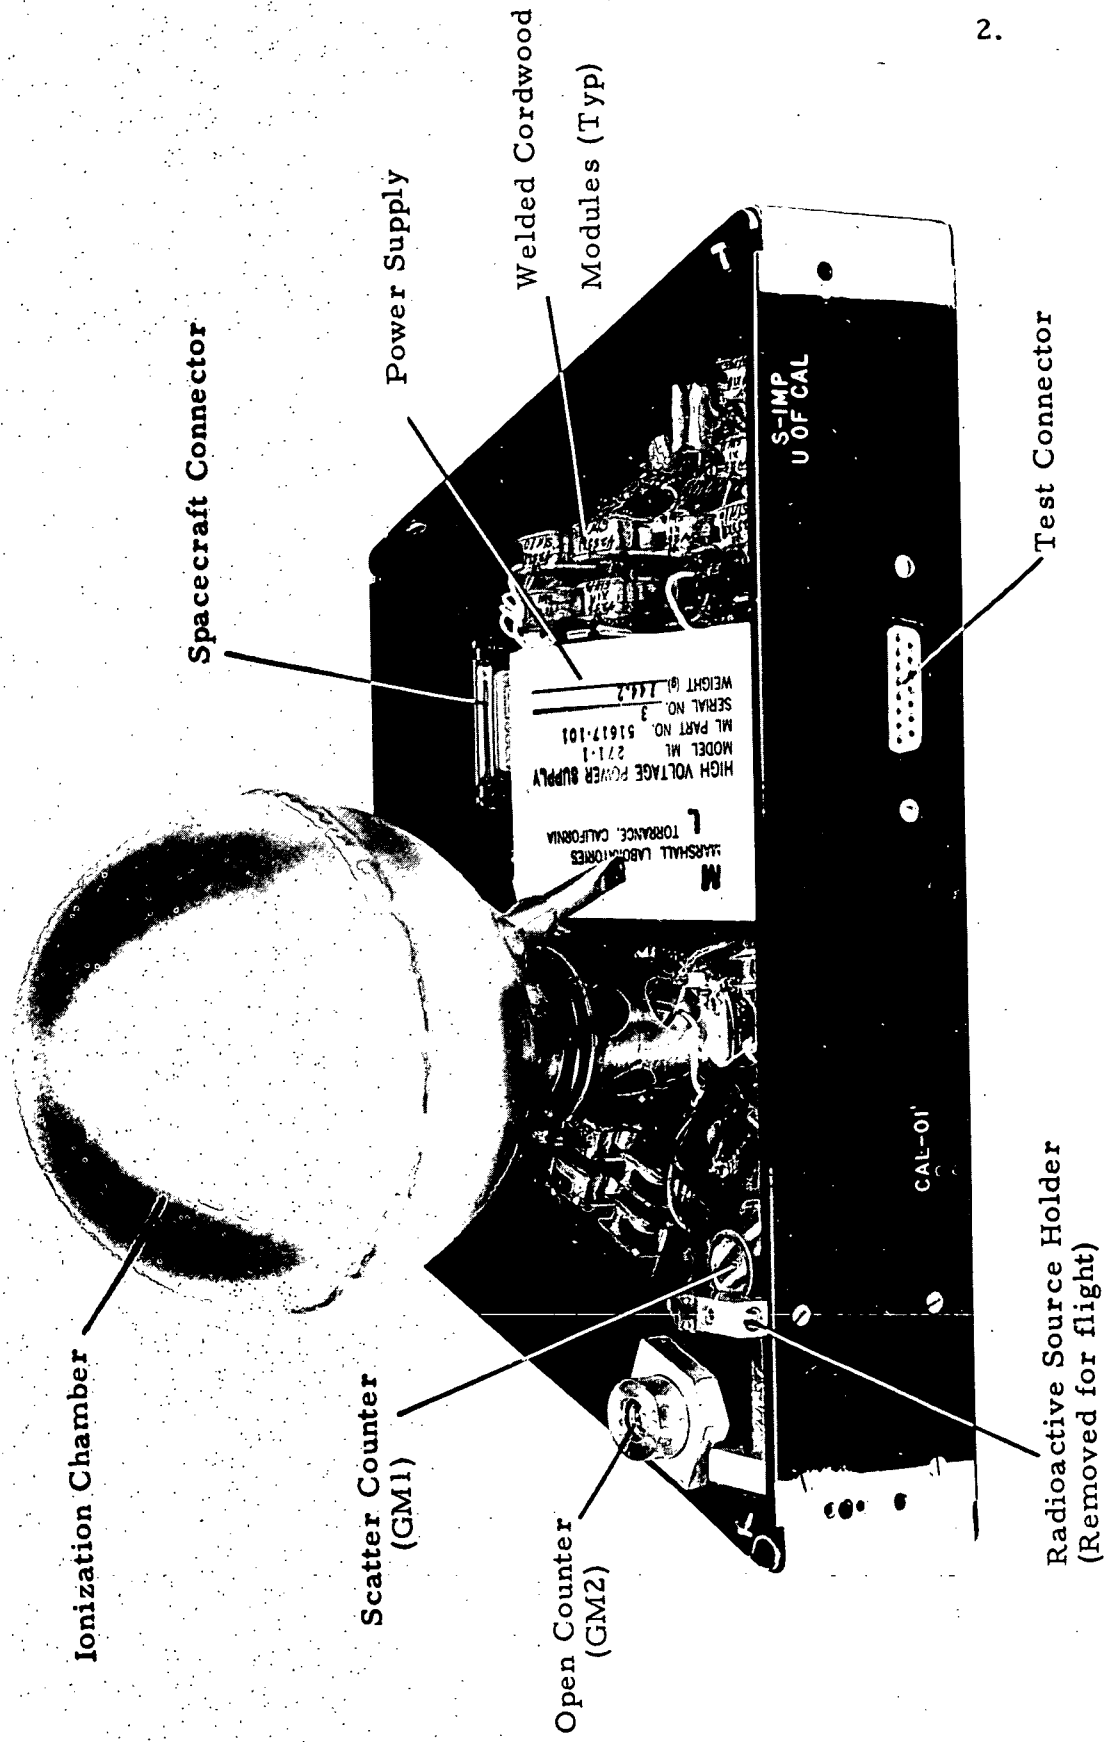 2.
Ionization Chamber
Spacecraft Connector
Power Supply
Welded Cordwood
Modules (Typ)
Scatter Counter
(GM1)
Open Counter
(GM2)
MARSHALL LABORATORIES
TORRANCE, CALIFORNIA
M L
HIGH VOLTAGE POWER SUPPLY
MODEL ML 271-1
ML PART NO. 51617-101
SERIAL NO. 3
WEIGHT (g)
S-IMP
U OF CAL
CAL-01
Test Connector
Radioactive Source Holder
(Removed for flight)